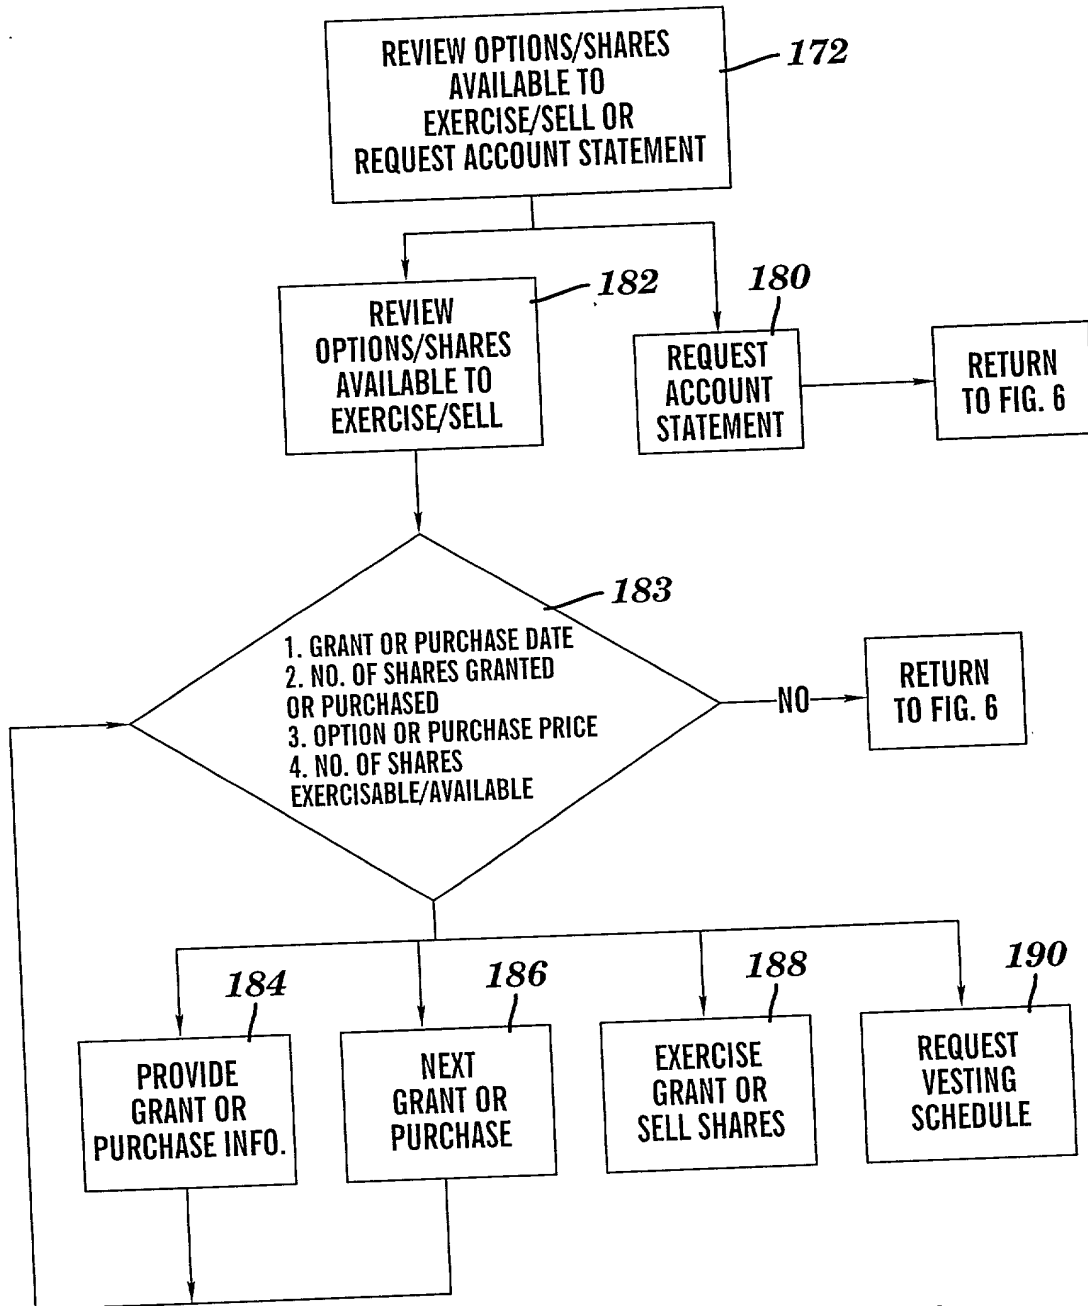 REVIEW OPTIONS/SHARES
AVAILABLE TO
EXERCISE/SELL OR
REQUEST ACCOUNT STATEMENT
172
182
REVIEW
OPTIONS/SHARES
AVAILABLE TO
EXERCISE/SELL
180
REQUEST
ACCOUNT
STATEMENT
RETURN
TO FIG. 6
183
1. GRANT OR PURCHASE DATE
2. NO. OF SHARES GRANTED
OR PURCHASED
3. OPTION OR PURCHASE PRICE
4. NO. OF SHARES
EXERCISABLE/AVAILABLE
NO
RETURN
TO FIG. 6
184
PROVIDE
GRANT OR
PURCHASE INFO.
186
NEXT
GRANT OR
PURCHASE
188
EXERCISE
GRANT OR
SELL SHARES
190
REQUEST
VESTING
SCHEDULE